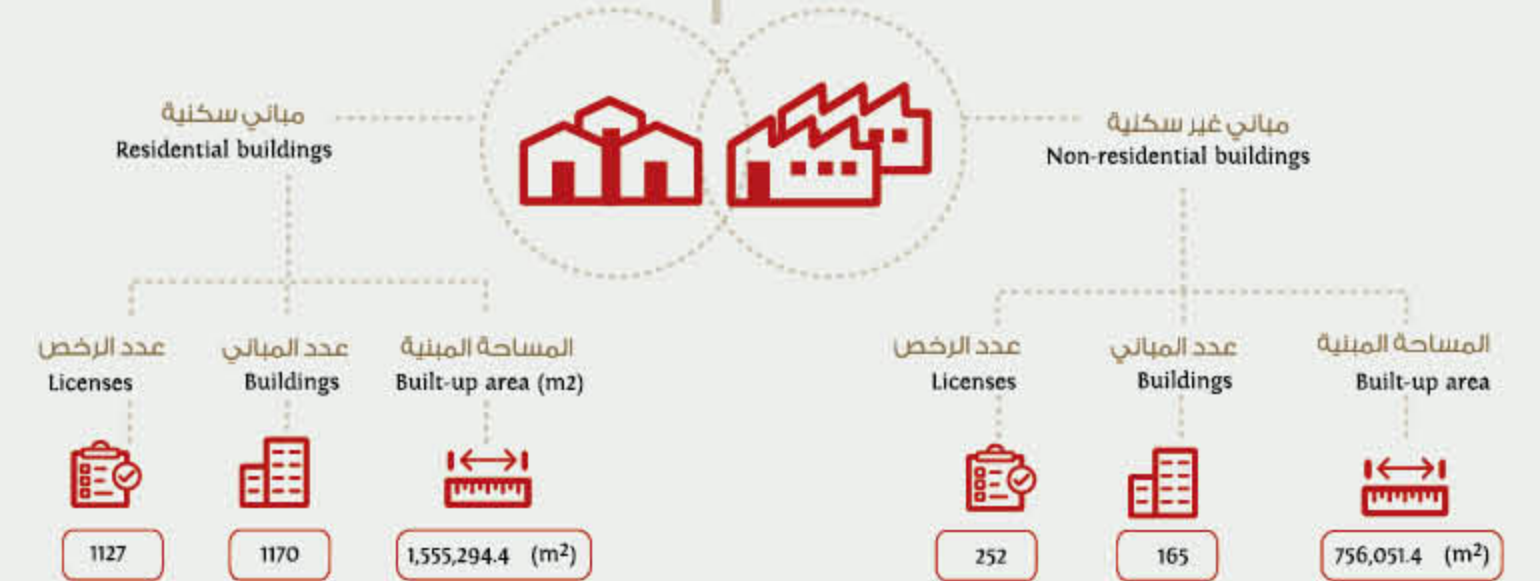 مباني سكنية
Residential buildings
مباني غير سكنية
Non-residential buildings
عدد الرخص
Licenses
عدد المباني
Buildings
المساحة المبنية
Built-up area (m2)
عدد الرخص
Licenses
عدد المباني
Buildings
المساحة المبنية
Built-up area
1127
1170
1,555,294.4 (m²)
252
165
756,051.4 (m²)